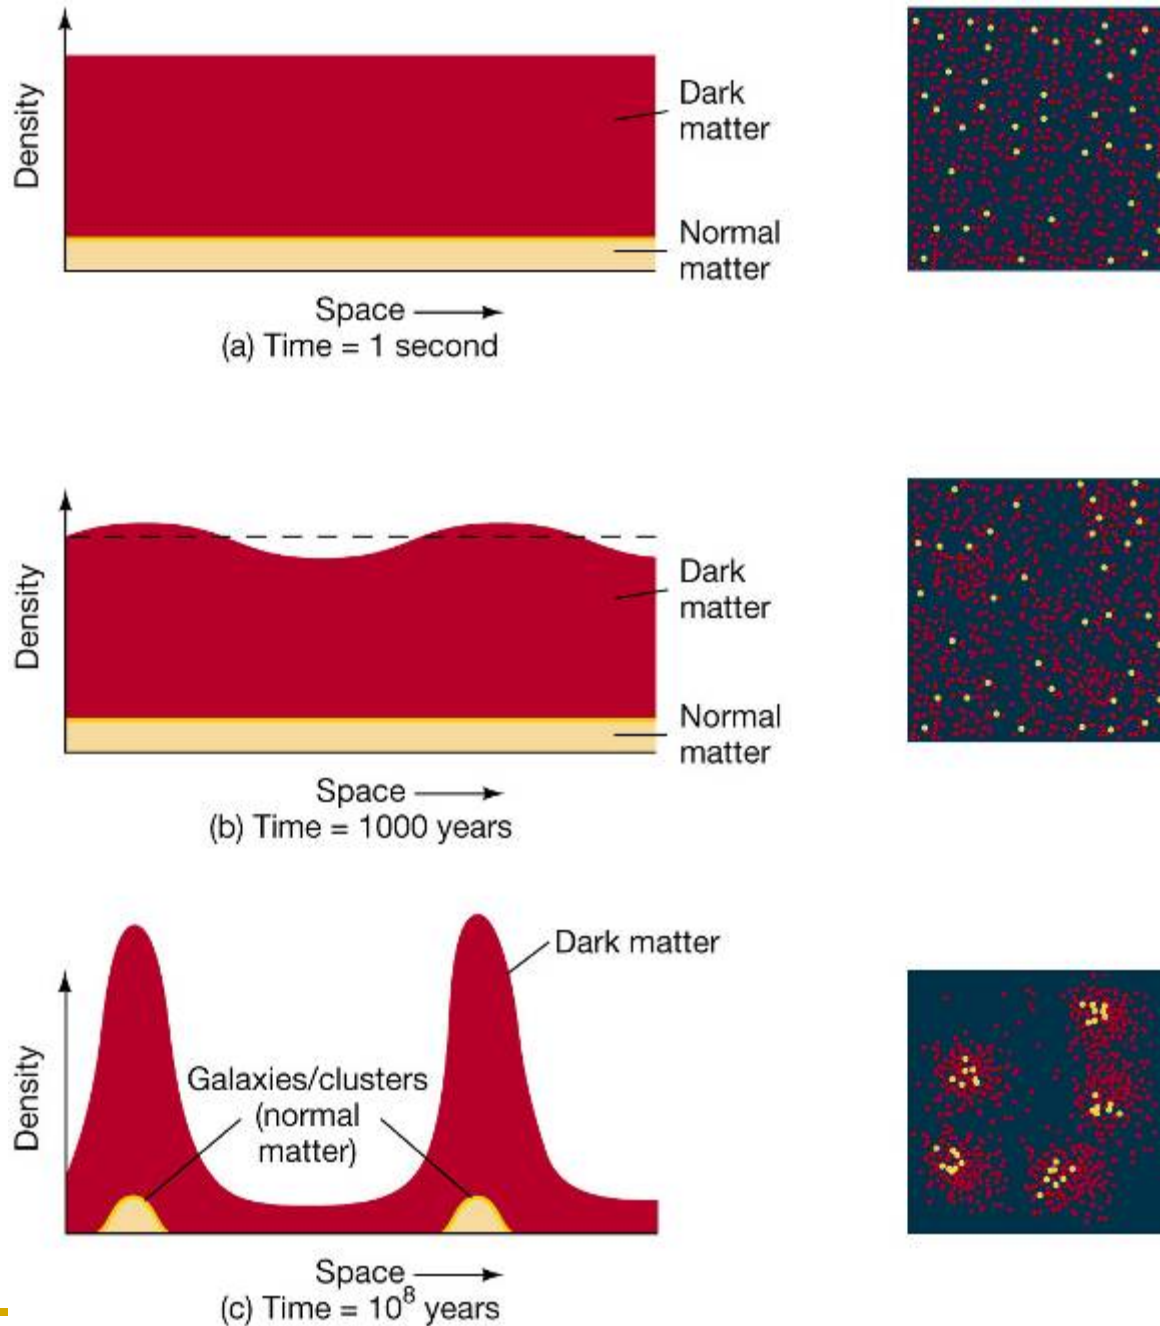 Density
Dark
matter
Normal
matter
Space
(a) Time = 1 second
Density
Dark
matter
Normal
matter
Space
(b) Time = 1000 years
Density
Dark matter
Galaxies/clusters
(normal
matter)
Space
(c) Time = 10⁸ years